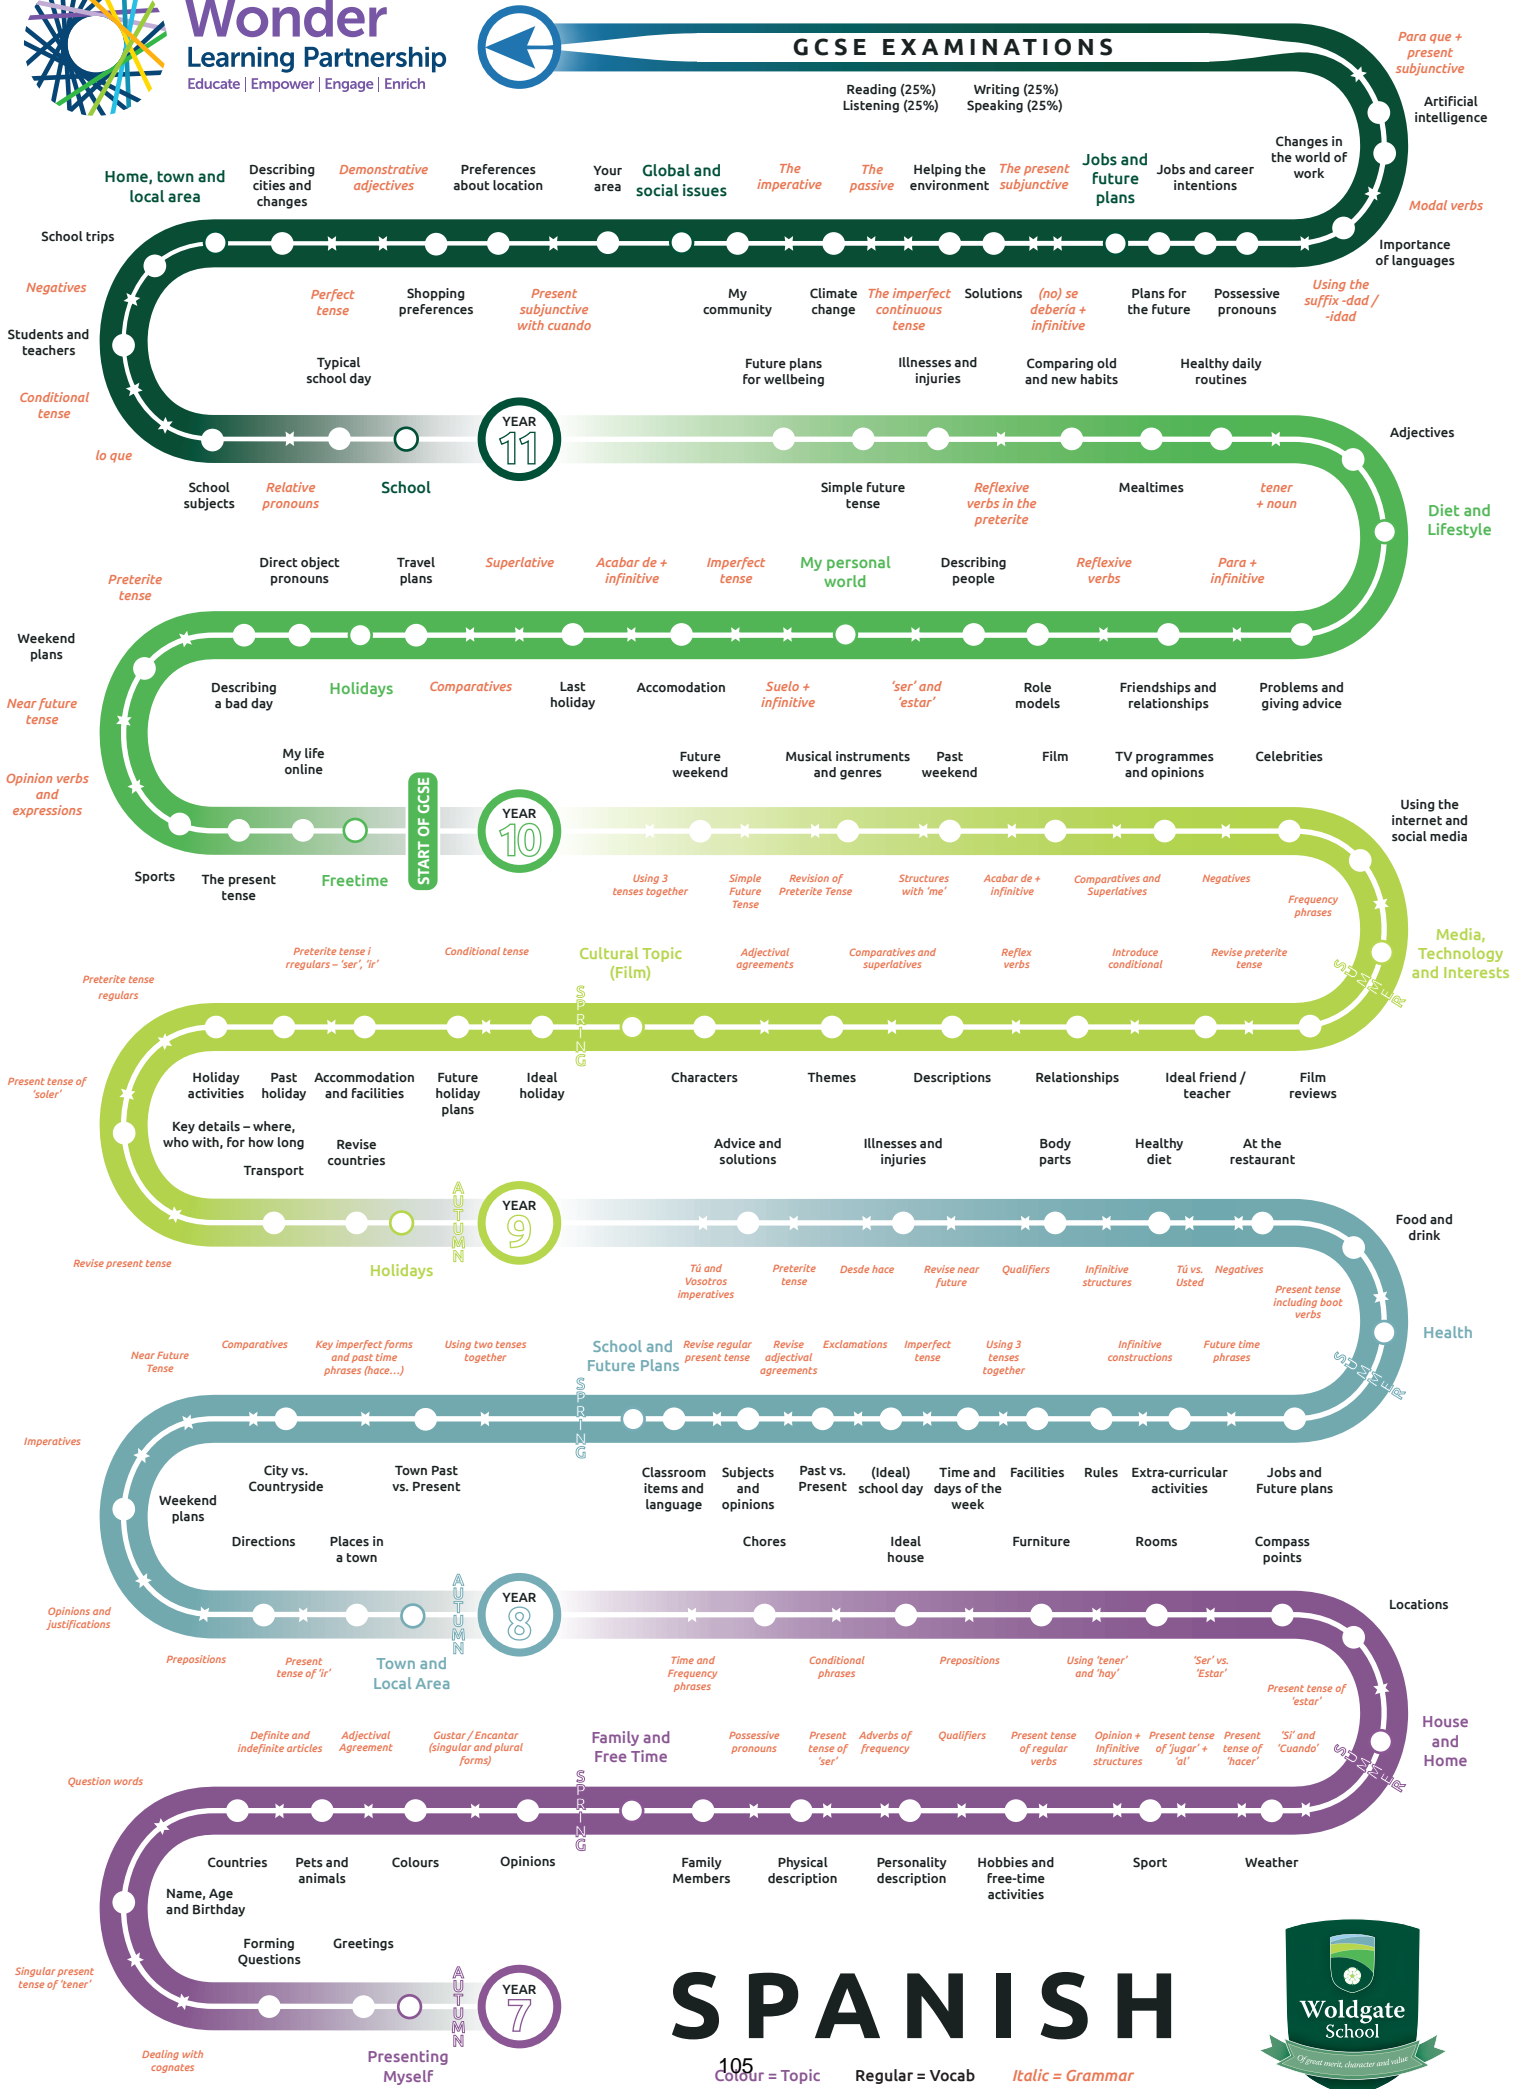 Wonder
Learning Partnership
Educate | Empower | Engage | Enrich
GCSE EXAMINATIONS
Reading (25%)
Listening (25%)
Writing (25%)
Speaking (25%)
Para que +
present
subjunctive
Artificial
intelligence
Changes in
the world of
work
Modal verbs
Importance
of languages
Using the
suffix -dad /
-idad
Home, town and
local area
Describing
cities and
changes
Demonstrative
adjectives
Preferences
about location
Your
area
Global and
social issues
The
imperative
The
passive
Helping the
environment
The present
subjunctive
Jobs and
future
plans
Jobs and career
intentions
School trips
Negatives
Students and
teachers
Conditional
tense
lo que
Perfect
tense
Shopping
preferences
Present
subjunctive
with cuando
My
community
Climate
change
The imperfect
continuous
tense
Solutions
(no) se
debería +
infinitive
Plans for
the future
Possessive
pronouns
Typical
school day
Future plans
for wellbeing
Illnesses and
injuries
Comparing old
and new habits
Healthy daily
routines
YEAR
11
Adjectives
School
subjects
Relative
pronouns
School
Simple future
tense
Reflexive
verbs in the
preterite
Mealtimes
tener
+ noun
Diet and
Lifestyle
Preterite
tense
Direct object
pronouns
Travel
plans
Superlative
Acabar de +
infinitive
Imperfect
tense
My personal
world
Describing
people
Reflexive
verbs
Para +
infinitive
Weekend
plans
Near future
tense
Opinion verbs
and
expressions
Describing
a bad day
Holidays
Comparatives
Last
holiday
Accomodation
Suelo +
infinitive
‘ser’ and
‘estar’
Role
models
Friendships and
relationships
Problems and
giving advice
My life
online
START OF GCSE
YEAR
10
Future
weekend
Musical instruments
and genres
Past
weekend
Film
TV programmes
and opinions
Celebrities
Using the
internet and
social media
Sports
The present
tense
Freetime
Using 3
tenses together
Simple
Future
Tense
Revision of
Preterite Tense
Structures
with ‘me’
Acabar de +
infinitive
Comparatives and
Superlatives
Negatives
Frequency
phrases
Media,
Technology
and Interests
SUMMER
Preterite tense
regulars
Preterite tense i
rregulars – ‘ser’, ‘ir’
Conditional tense
Cultural Topic
(Film)
SPRING
Adjectival
agreements
Comparatives and
superlatives
Reflex
verbs
Introduce
conditional
Revise preterite
tense
Present tense of
‘soler’
Holiday
activities
Past
holiday
Accommodation
and facilities
Future
holiday
plans
Ideal
holiday
Characters
Themes
Descriptions
Relationships
Ideal friend /
teacher
Film
reviews
Key details – where,
who with, for how long
Transport
Revise
countries
AUTUMN
YEAR
9
Advice and
solutions
Illnesses and
injuries
Body
parts
Healthy
diet
At the
restaurant
Food and
drink
Revise present tense
Holidays
Tú and
Vosotros
imperatives
Preterite
tense
Desde hace
Revise near
future
Qualifiers
Infinitive
structures
Tú vs.
Usted
Negatives
Present tense
including boot
verbs
Health
SUMMER
Near Future
Tense
Comparatives
Key imperfect forms
and past time
phrases (hace…)
Using two tenses
together
School and
Future Plans
SPRING
Revise regular
present tense
Revise
adjectival
agreements
Exclamations
Imperfect
tense
Using 3
tenses
together
Infinitive
constructions
Future time
phrases
Imperatives
City vs.
Countryside
Town Past
vs. Present
Classroom
items and
language
Subjects
and
opinions
Past vs.
Present
(Ideal)
school day
Time and
days of the
week
Facilities
Rules
Extra-curricular
activities
Jobs and
Future plans
Weekend
plans
Directions
Places in
a town
AUTUMN
YEAR
8
Chores
Ideal
house
Furniture
Rooms
Compass
points
Locations
Opinions and
justifications
Prepositions
Present
tense of ‘ir’
Town and
Local Area
Time and
Frequency
phrases
Conditional
phrases
Prepositions
Using ‘tener’
and ‘hay’
‘Ser’ vs.
‘Estar’
Present tense of
‘estar’
House
and
Home
SUMMER
Question words
Definite and
indefinite articles
Adjectival
Agreement
Gustar / Encantar
(singular and plural
forms)
Family and
Free Time
SPRING
Possessive
pronouns
Present
tense of
‘ser’
Adverbs of
frequency
Qualifiers
Present tense
of regular
verbs
Opinion +
Infinitive
structures
Present tense
of ‘jugar’ +
‘al’
Present
tense of
‘hacer’
‘Si’ and
‘Cuando’
Countries
Pets and
animals
Colours
Opinions
Family
Members
Physical
description
Personality
description
Hobbies and
free-time
activities
Sport
Weather
Name, Age
and Birthday
Forming
Questions
Greetings
Singular present
tense of ‘tener’
Dealing with
cognates
AUTUMN
YEAR
7
Presenting
Myself
SPANISH
105
Colour = Topic
Regular = Vocab
Italic = Grammar
Woldgate
School
Of great merit, character and value